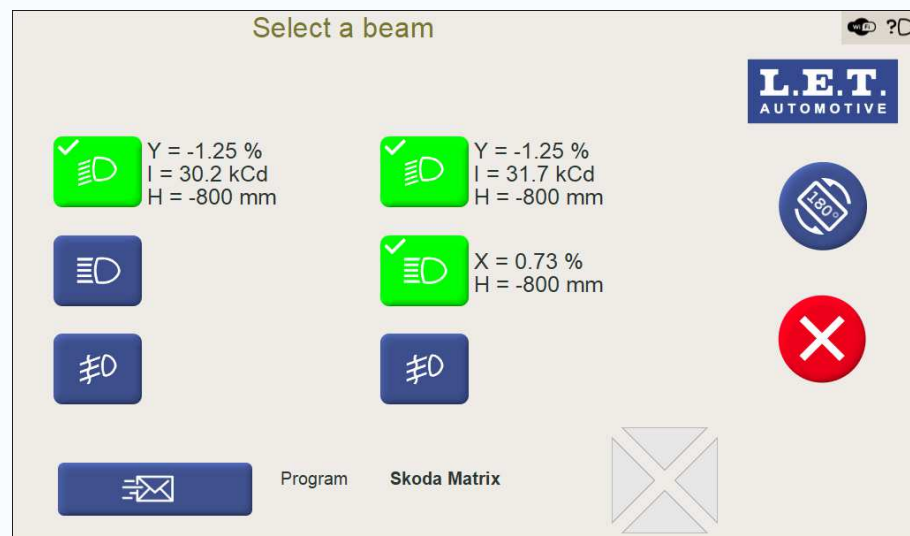 Select a beam
WiFi
?
L.E.T.
AUTOMOTIVE
Y = -1.25 %
I = 30.2 kCd
H = -800 mm
Y = -1.25 %
I = 31.7 kCd
H = -800 mm
180°
X = 0.73 %
H = -800 mm
Program Skoda Matrix